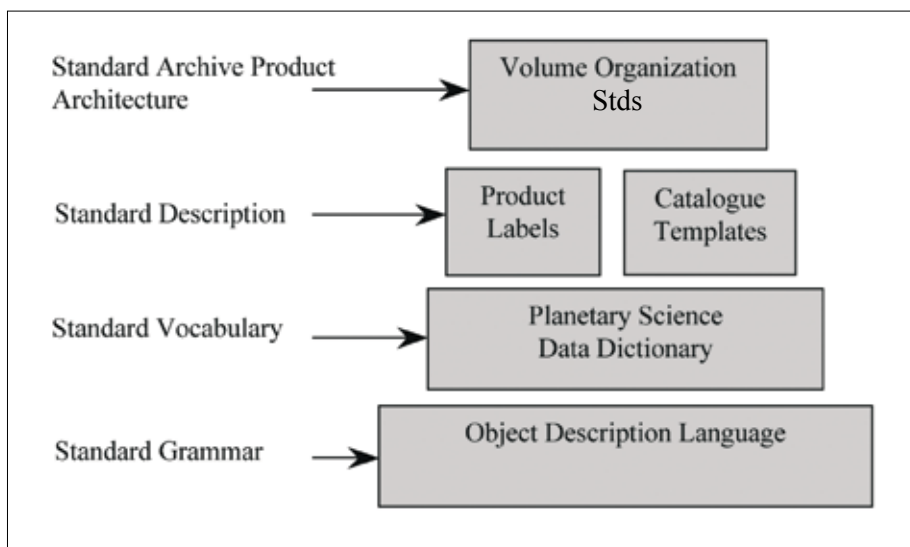 Standard Archive Product
Architecture
Volume Organization
Stds
Standard Description
Product
Labels
Catalogue
Templates
Standard Vocabulary
Planetary Science
Data Dictionary
Standard Grammar
Object Description Language